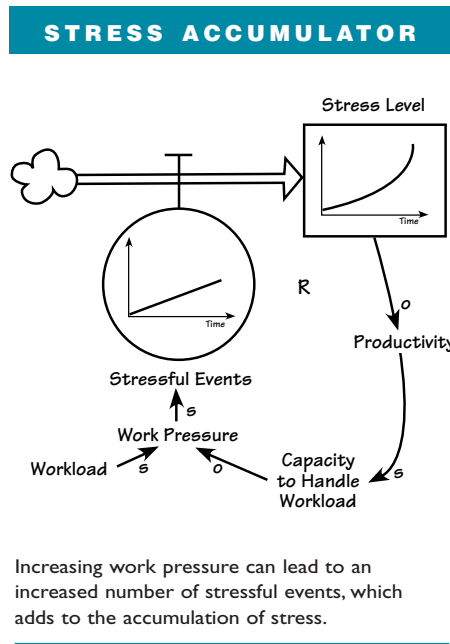 STRESS ACCUMULATOR
Stress Level
Time
Time
R
o
Productivity
Stressful Events
s
Work Pressure
Workload
s
o
Capacity
to Handle
Workload
s
Increasing work pressure can lead to an
increased number of stressful events, which
adds to the accumulation of stress.